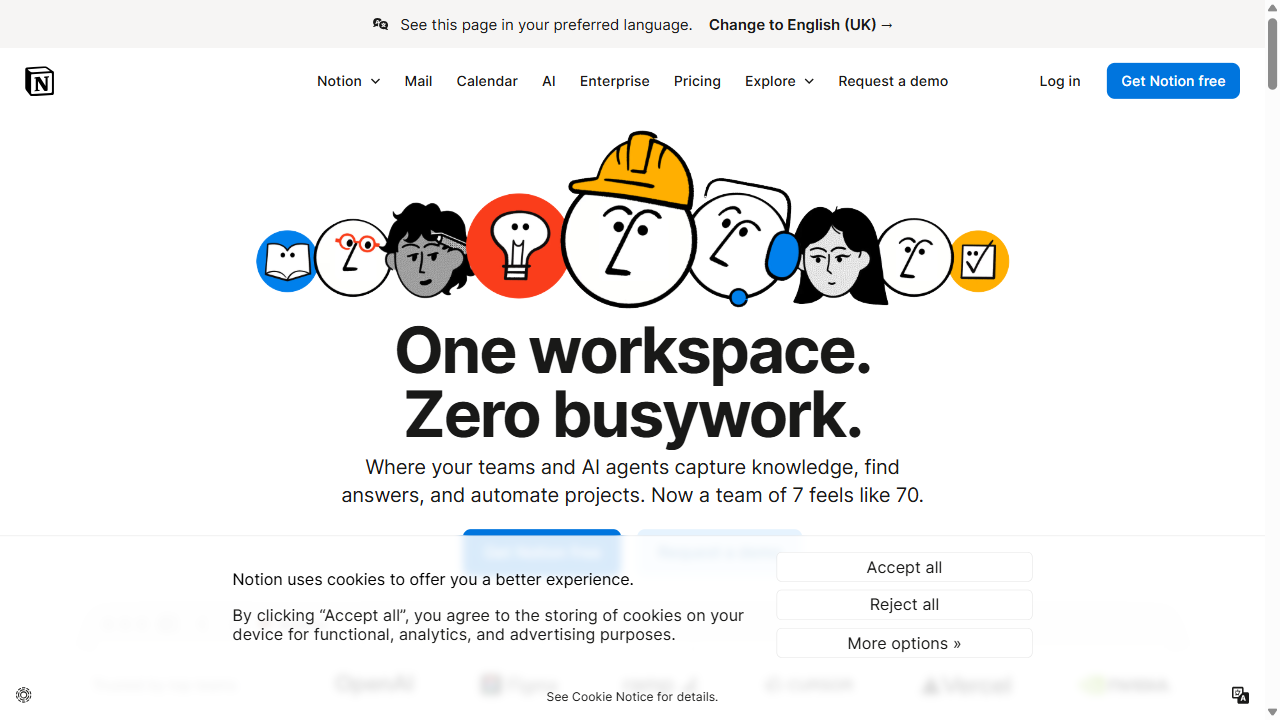 See this page in your preferred language. Change to English (UK) →
N
Notion Mail Calendar AI Enterprise Pricing Explore Request a demo Log in Get Notion free
One workspace.
Zero busywork.
Where your teams and AI agents capture knowledge, find
answers, and automate projects. Now a team of 7 feels like 70.
Notion uses cookies to offer you a better experience.
By clicking “Accept all”, you agree to the storing of cookies on your
device for functional, analytics, and advertising purposes.
Accept all
Reject all
More options »
OpenAI
Vercel
See Cookie Notice for details.